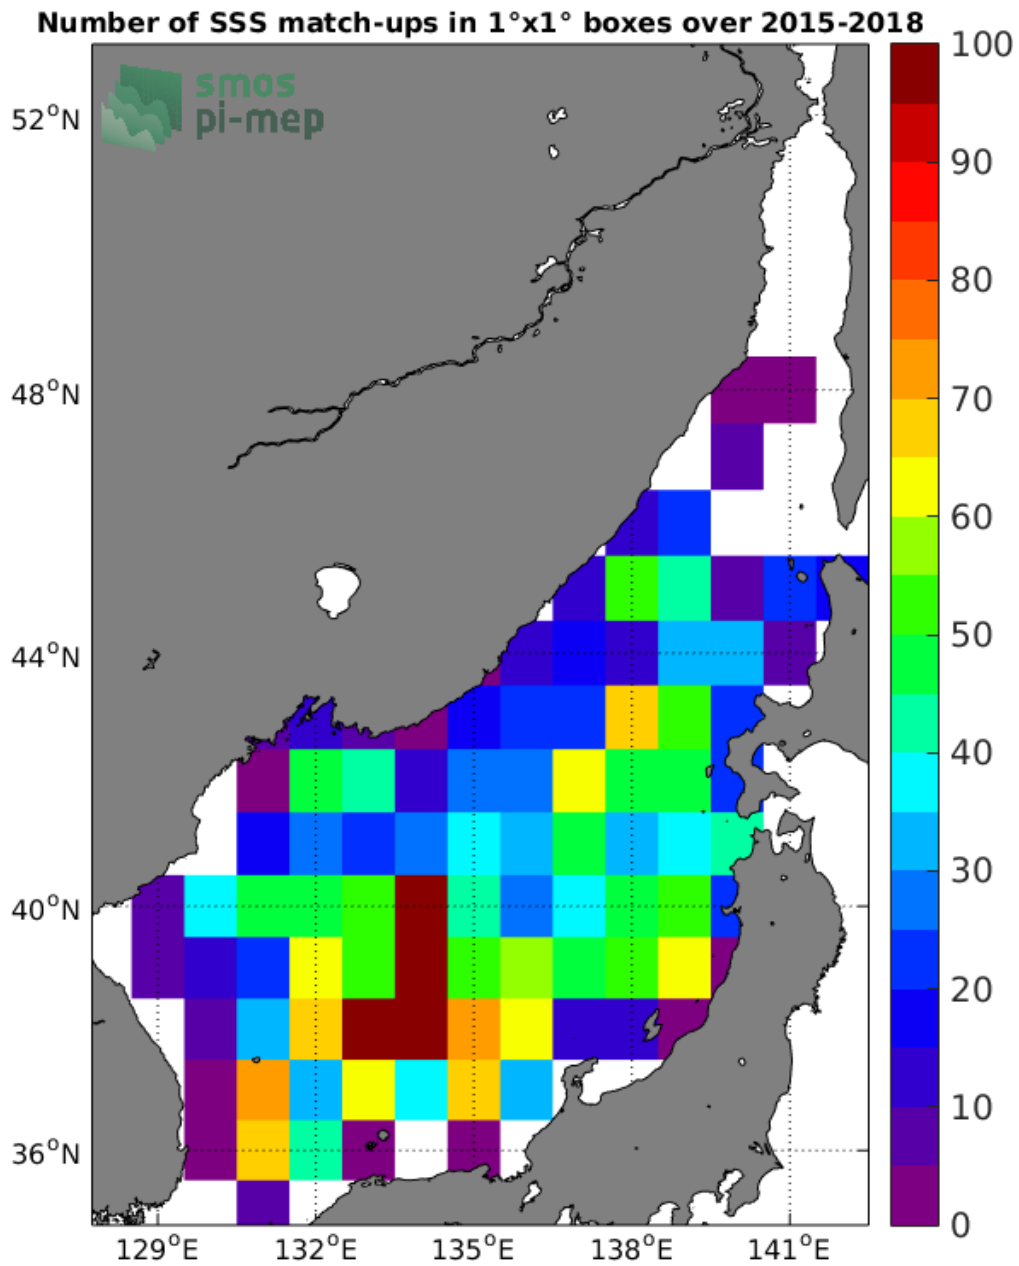 Number of SSS match-ups in 1°x1° boxes over 2015-2018
smos
pi-mep
52°N
48°N
44°N
40°N
36°N
129°E 132°E 135°E 138°E 141°E
100
90
80
70
60
50
40
30
20
10
0